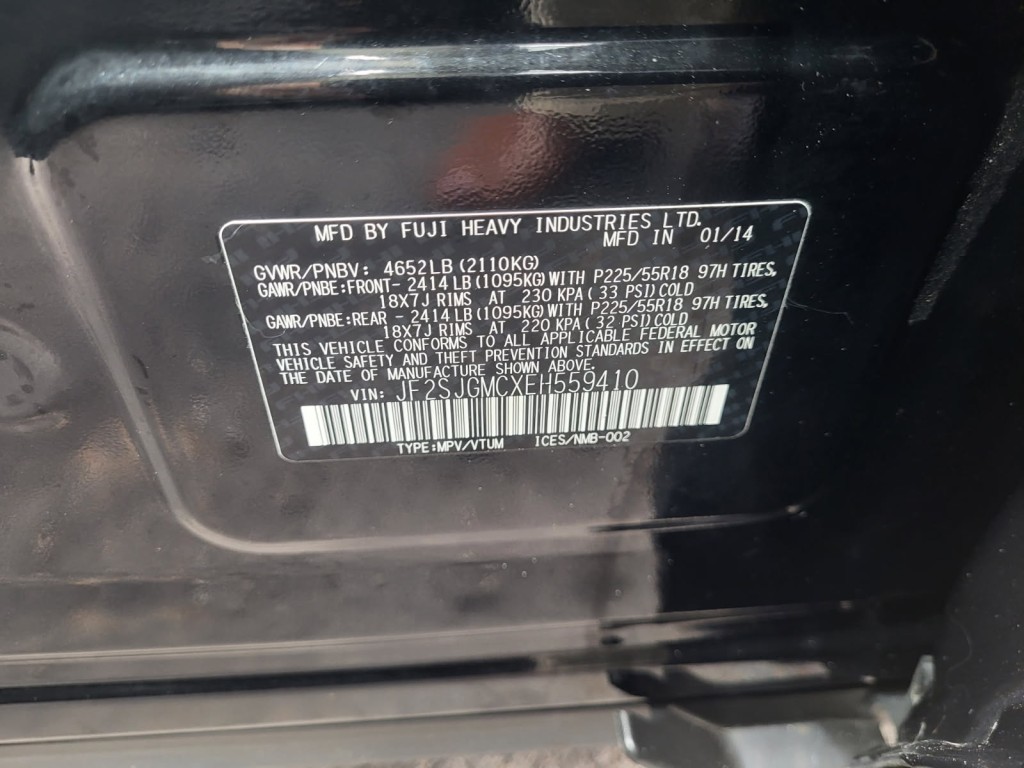 MFD BY FUJI HEAVY INDUSTRIES LTD.
MFD IN 01/14
GVWR/PNBV: 4652LB (2110KG)
GAWR/PNBE:FRONT- 2414 LB (1095KG) WITH P225/55R18 97H TIRES,
18X7J RIMS AT 230 KPA ( 33 PSI) COLD
GAWR/PNBE:REAR - 2414 LB (1095KG) WITH P225/55R18 97H TIRES,
18X7J RIMS AT 220 KPA ( 32 PSI) COLD
THIS VEHICLE CONFORMS TO ALL APPLICABLE FEDERAL MOTOR
VEHICLE SAFETY AND THEFT PREVENTION STANDARDS IN EFFECT ON
THE DATE OF MANUFACTURE SHOWN ABOVE.
VIN: JF2SJGMCXEH559410
TYPE:MPV/VTUM ICES/NMB-002